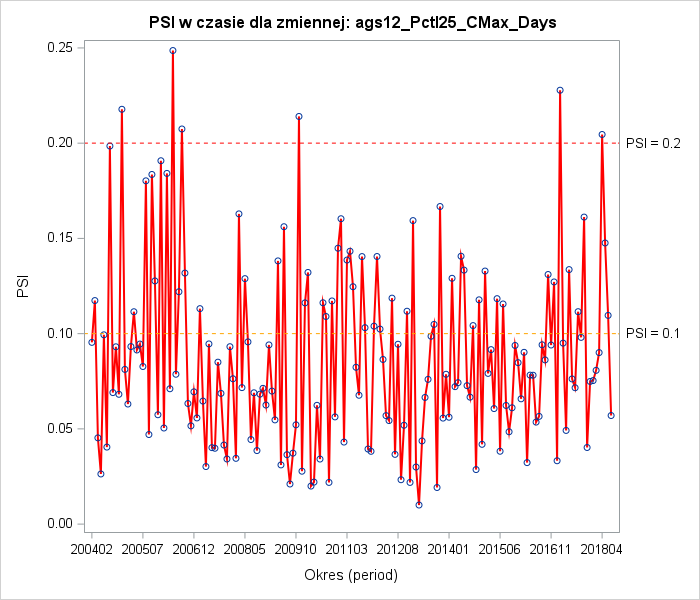 PSI w czasie dla zmiennej: ags12_Pctl25_CMax_Days
0.25
0.20
0.15
0.10
0.05
0.00
PSI
PSI = 0.2
PSI = 0.1
200402 200507 200612 200805 200910 201103 201208 201401 201506 201611 201804
Okres (period)